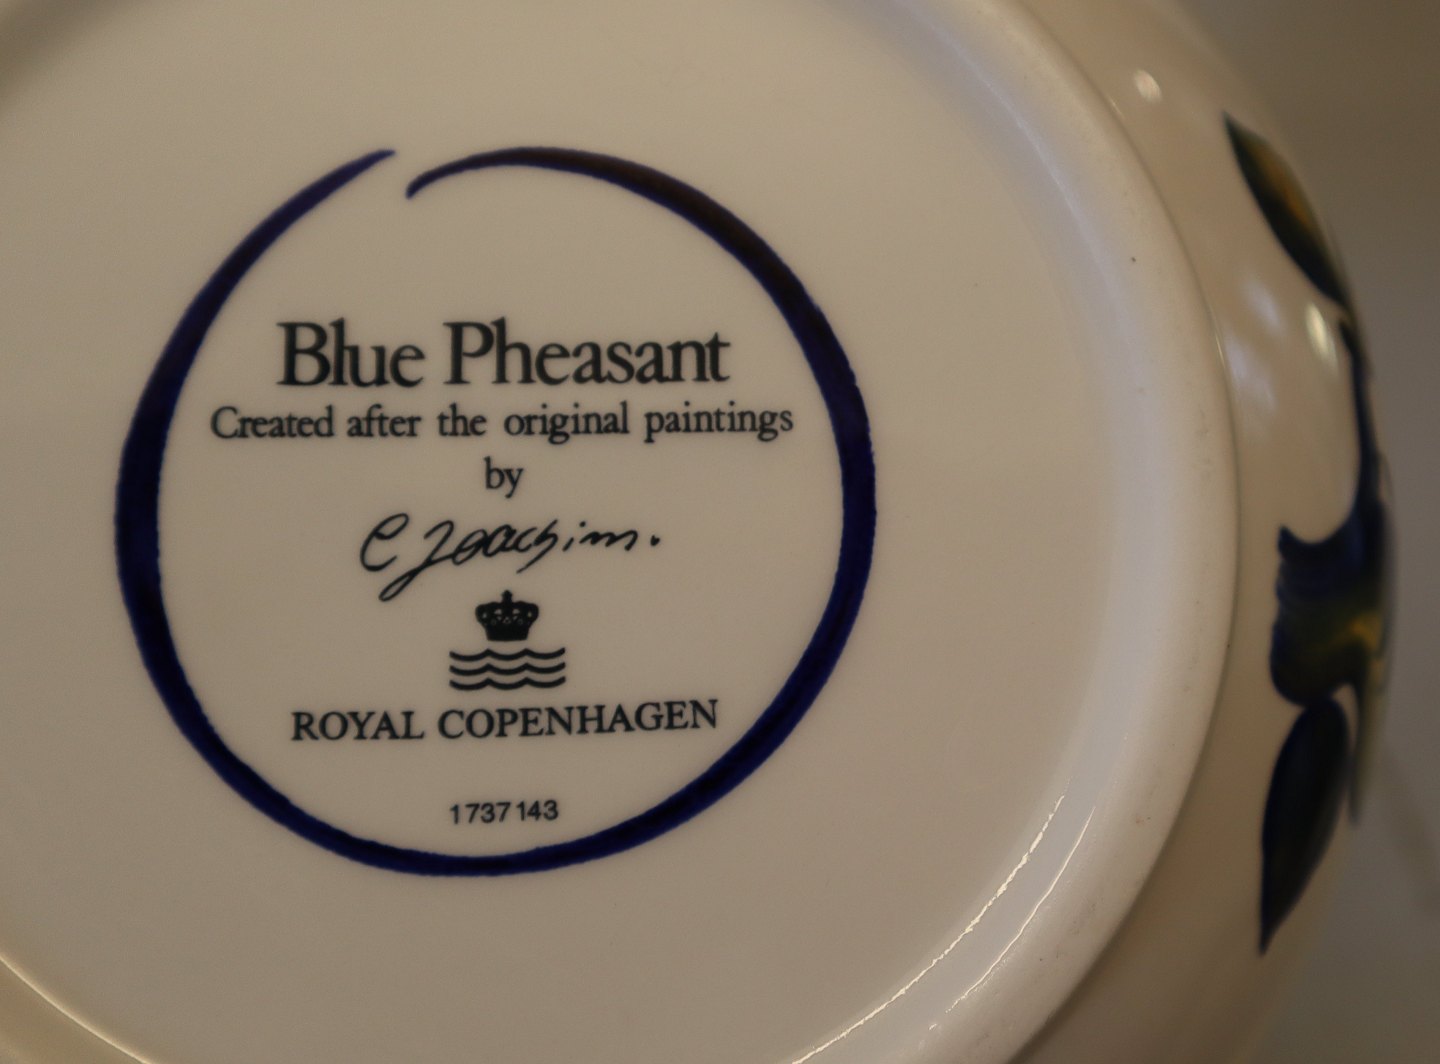 Blue Pheasant
Created after the original paintings
by
C Joachim.
ROYAL COPENHAGEN
1737143